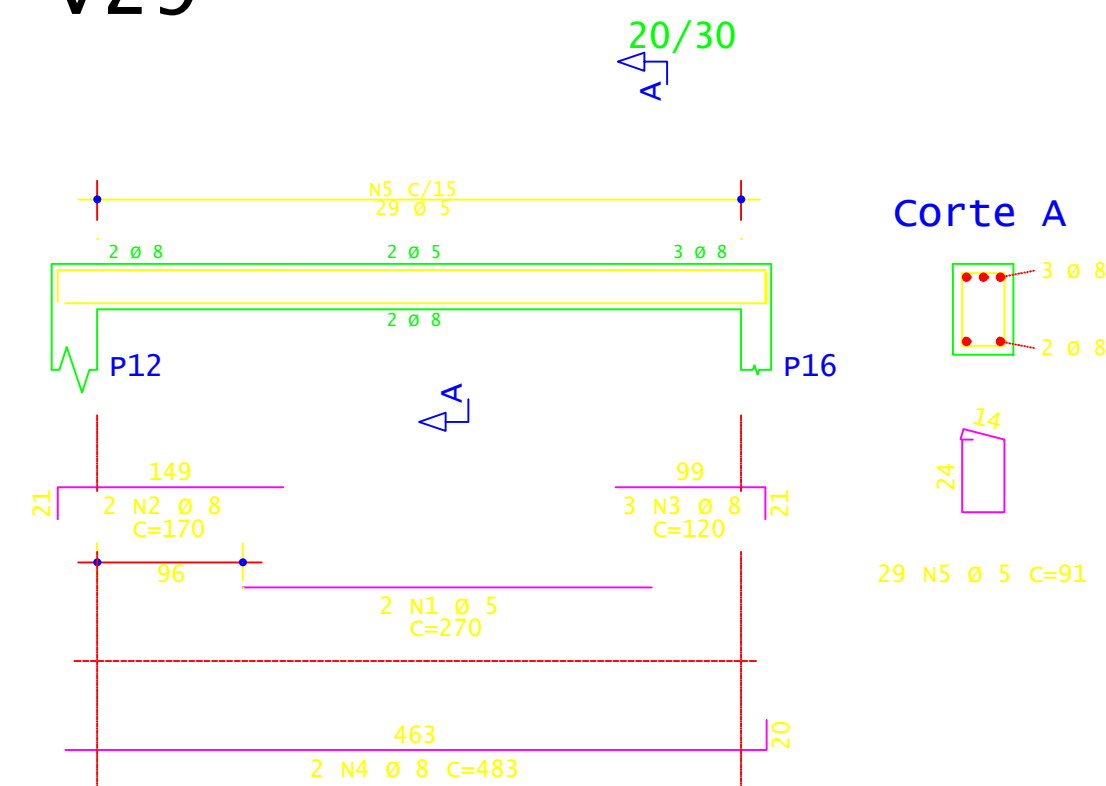 20/30
A
N5 C/15
29 Ø 5
2 Ø 8 2 Ø 5 3 Ø 8
2 Ø 8
P12 P16
A
Corte A
3 Ø 8
2 Ø 8
149
21
2 N2 Ø 8
C=170
99
21
3 N3 Ø 8
C=120
96
2 N1 Ø 5
C=270
14
24
29 N5 Ø 5 C=91
463
20
2 N4 Ø 8 C=483